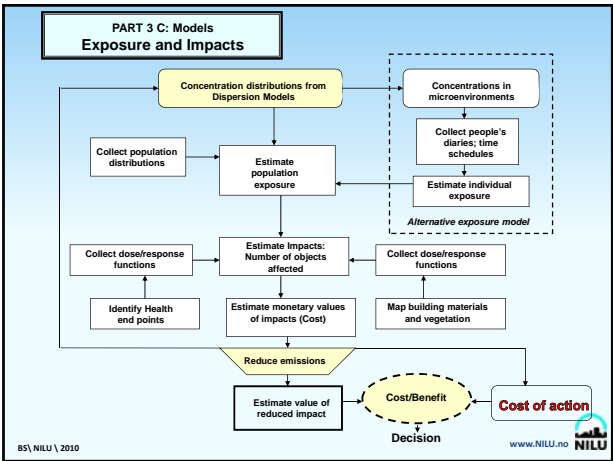 PART 3 C: Models
Exposure and Impacts
Concentration distributions from
Dispersion Models
Concentrations in
microenvironments
Collect people's
diaries; time
schedules
Collect population
distributions
Estimate
population
exposure
Estimate individual
exposure
Alternative exposure model
Collect dose/response
functions
Estimate Impacts:
Number of objects
affected
Collect dose/response
functions
Identify Health
end points
Estimate monetary values
of impacts (Cost)
Map building materials
and vegetation
Reduce emissions
Estimate value of
reduced impact
Cost/Benefit
Cost of action
Decision
BS\ NILU \ 2010
www.NILU.no
NILU